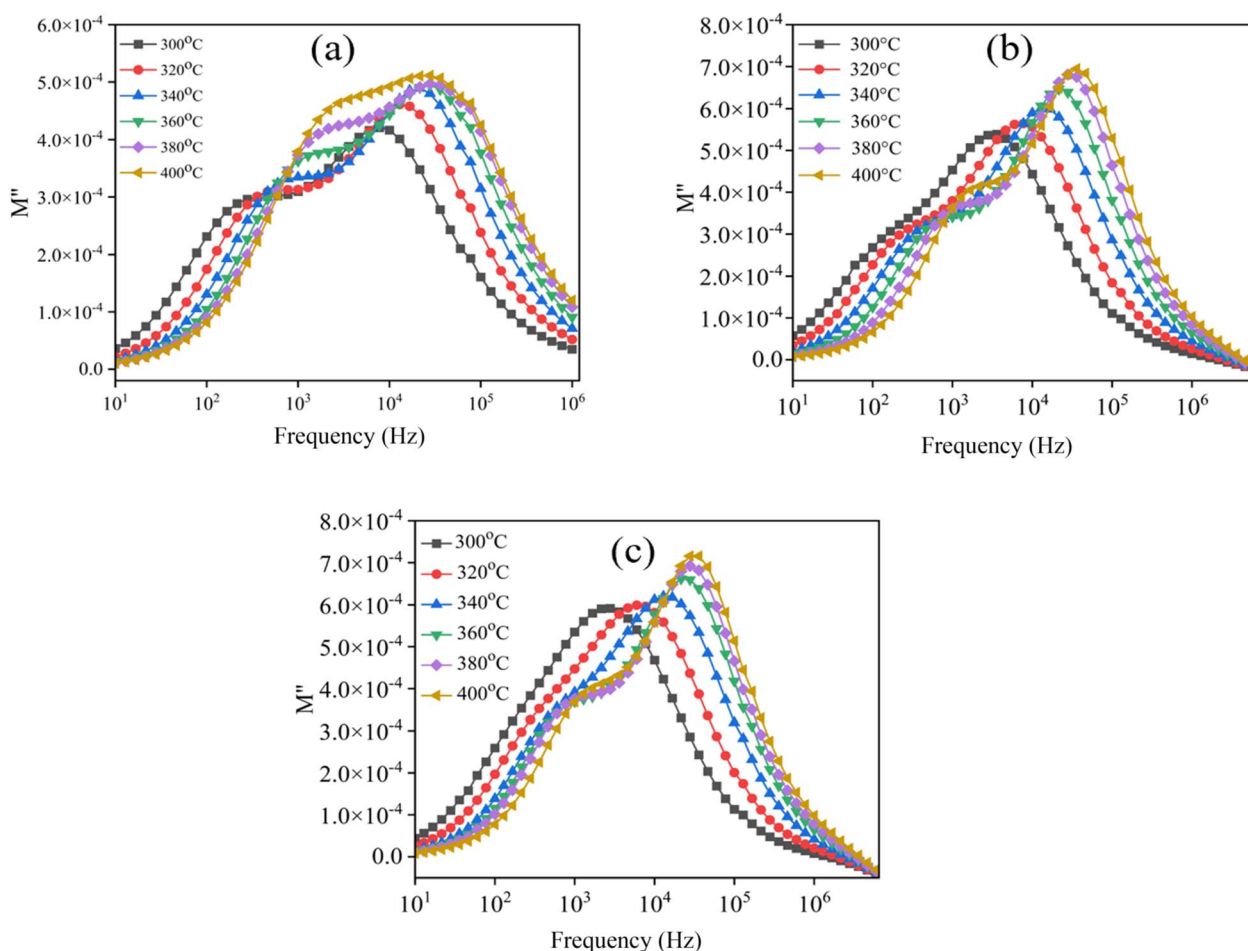 (a)
300°C
320°C
340°C
360°C
380°C
400°C
6.0×10⁻⁴
5.0×10⁻⁴
4.0×10⁻⁴
3.0×10⁻⁴
2.0×10⁻⁴
1.0×10⁻⁴
0.0
M"
10¹ 10² 10³ 10⁴ 10⁵ 10⁶
Frequency (Hz)
(b)
300°C
320°C
340°C
360°C
380°C
400°C
8.0×10⁻⁴
7.0×10⁻⁴
6.0×10⁻⁴
5.0×10⁻⁴
4.0×10⁻⁴
3.0×10⁻⁴
2.0×10⁻⁴
1.0×10⁻⁴
0.0
M"
10¹ 10² 10³ 10⁴ 10⁵ 10⁶
Frequency (Hz)
(c)
300°C
320°C
340°C
360°C
380°C
400°C
8.0×10⁻⁴
7.0×10⁻⁴
6.0×10⁻⁴
5.0×10⁻⁴
4.0×10⁻⁴
3.0×10⁻⁴
2.0×10⁻⁴
1.0×10⁻⁴
0.0
M"
10¹ 10² 10³ 10⁴ 10⁵ 10⁶
Frequency (Hz)